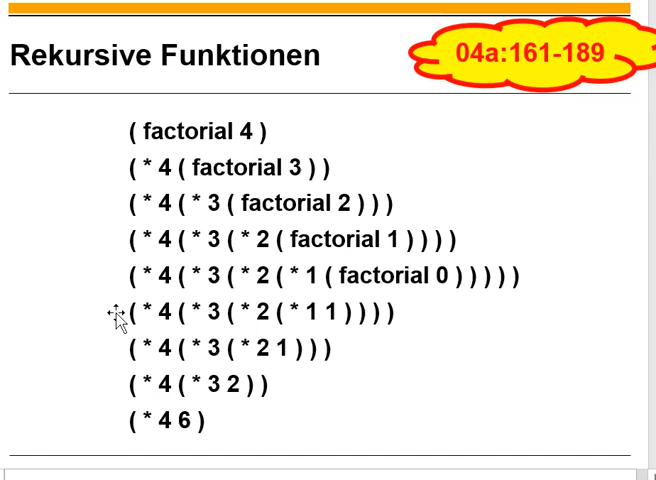 Rekursive Funktionen
04a:161-189
( factorial 4 )
( * 4 ( factorial 3 ) )
( * 4 ( * 3 ( factorial 2 ) ) )
( * 4 ( * 3 ( * 2 ( factorial 1 ) ) ) )
( * 4 ( * 3 ( * 2 ( * 1 ( factorial 0 ) ) ) ) )
( * 4 ( * 3 ( * 2 ( * 1 1 ) ) ) )
( * 4 ( * 3 ( * 2 1 ) ) )
( * 4 ( * 3 2 ) )
( * 4 6 )